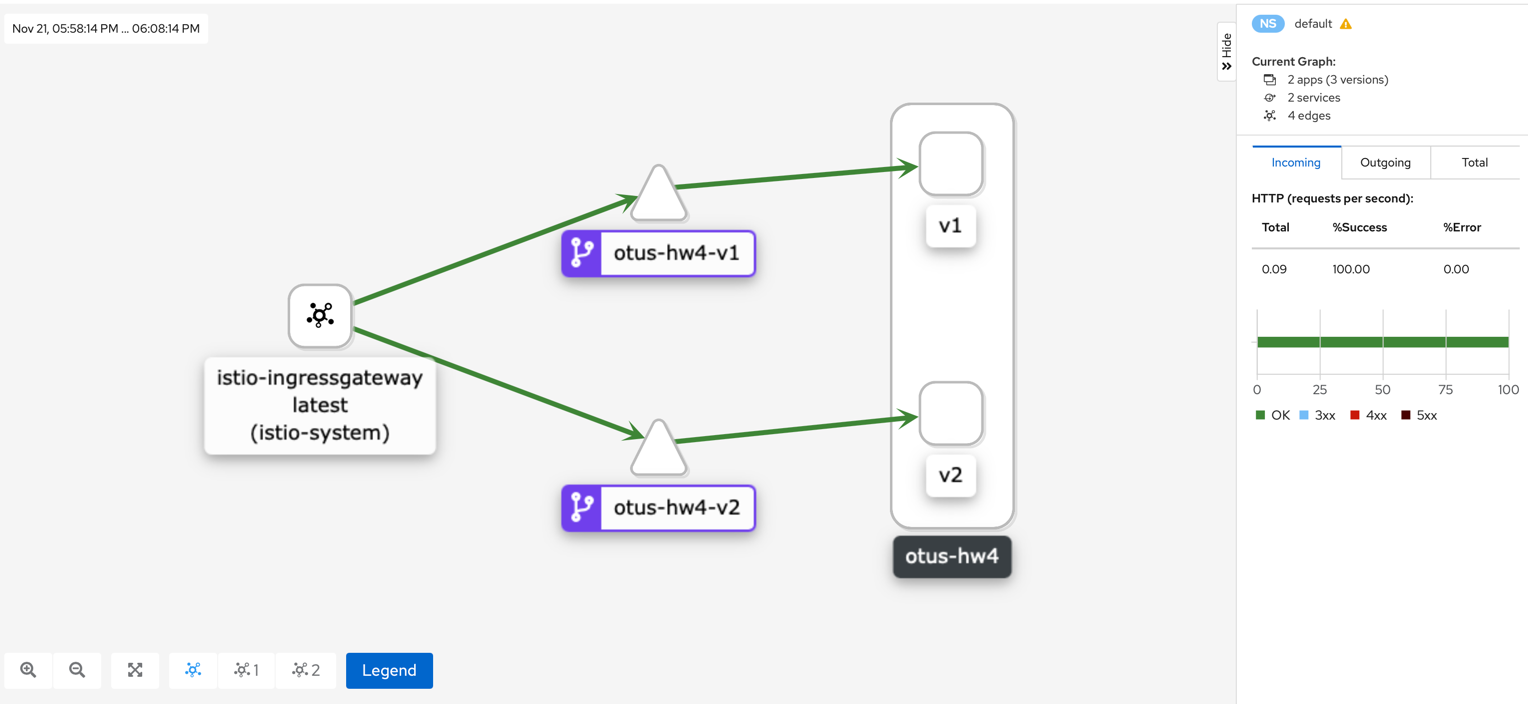 Nov 21, 05:58:14 PM ... 06:08:14 PM
istio-ingressgateway
latest
(istio-system)
otus-hw4-v1
otus-hw4-v2
v1
v2
otus-hw4
1
2
Legend
Hide
NS default
Current Graph:
2 apps (3 versions)
2 services
4 edges
Incoming Outgoing Total
HTTP (requests per second):
Total %Success %Error
0.09 100.00 0.00
0 25 50 75 100
OK 3xx 4xx 5xx